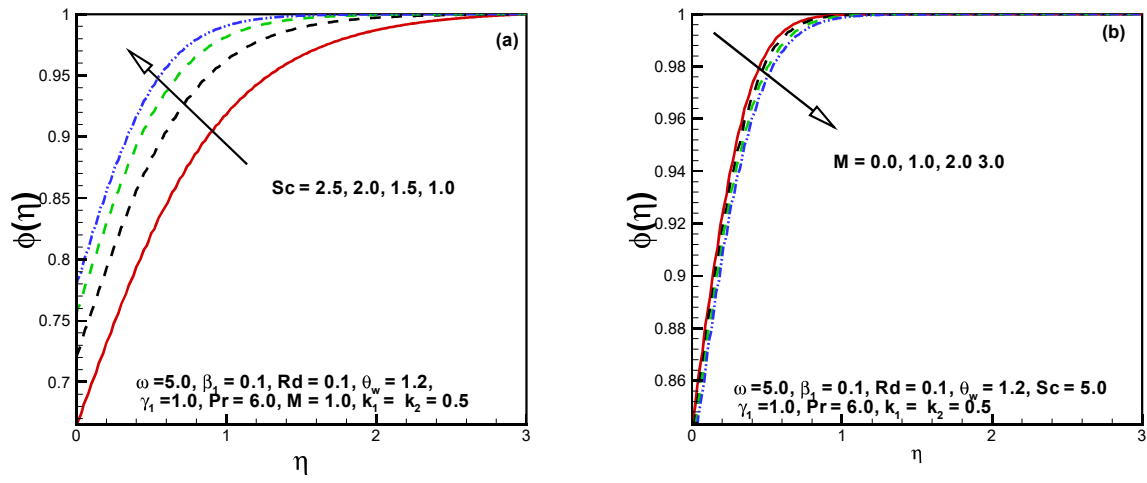 (a)
1
0.95
0.9
0.85
0.8
0.75
0.7
ϕ(η)
Sc = 2.5, 2.0, 1.5, 1.0
ω =5.0, β₁ = 0.1, Rd = 0.1, θw = 1.2,
γ₁ =1.0, Pr = 6.0, M = 1.0, k₁ = k₂ = 0.5
0 1 2 3
η
(b)
1
0.98
0.96
0.94
0.92
0.9
0.88
0.86
ϕ(η)
M = 0.0, 1.0, 2.0 3.0
ω=5.0, β₁ = 0.1, Rd = 0.1, θw = 1.2, Sc = 5.0
γ₁ =1.0, Pr = 6.0, k₁ = k₂ = 0.5
0 1 2 3
η